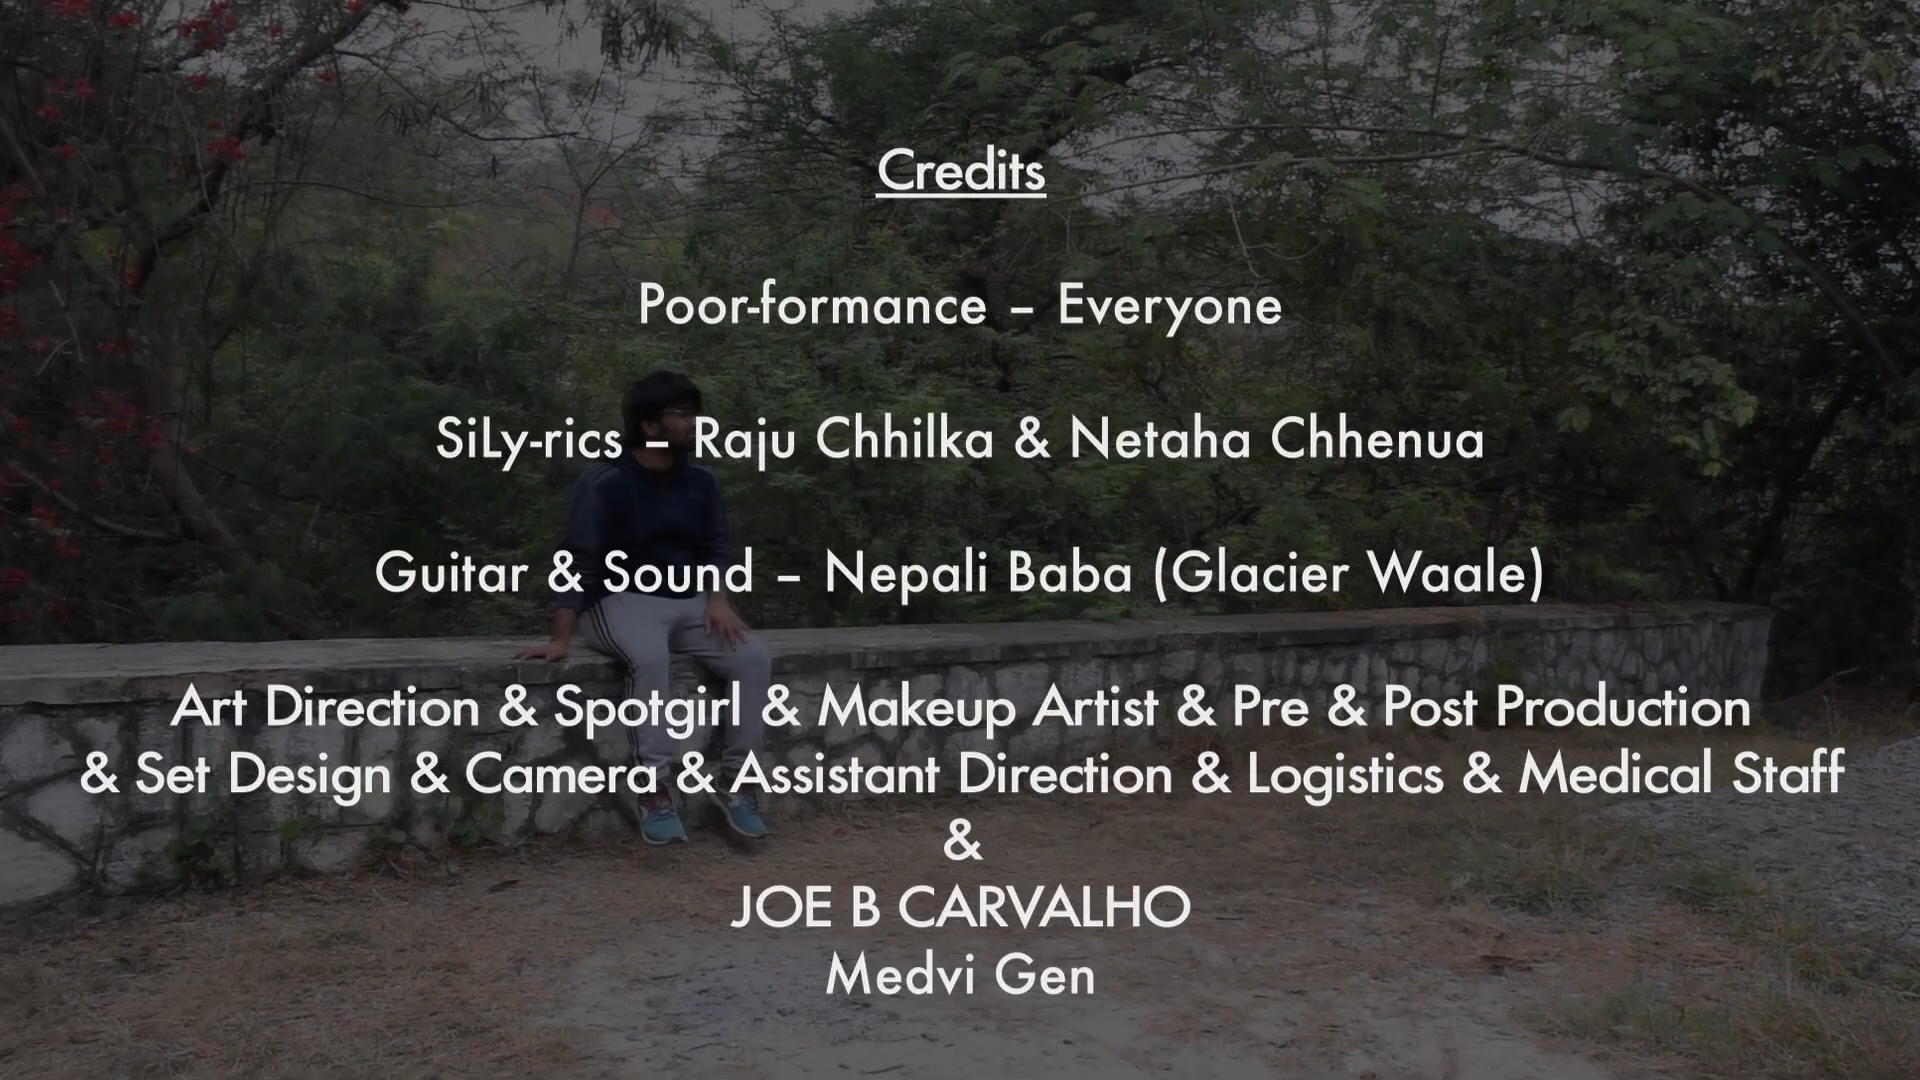 Credits
Poor-formance – Everyone
SiLy-rics – Raju Chhilka & Netaha Chhenua
Guitar & Sound – Nepali Baba (Glacier Waale)
Art Direction & Spotgirl & Makeup Artist & Pre & Post Production
& Set Design & Camera & Assistant Direction & Logistics & Medical Staff
&
JOE B CARVALHO
Medvi Gen